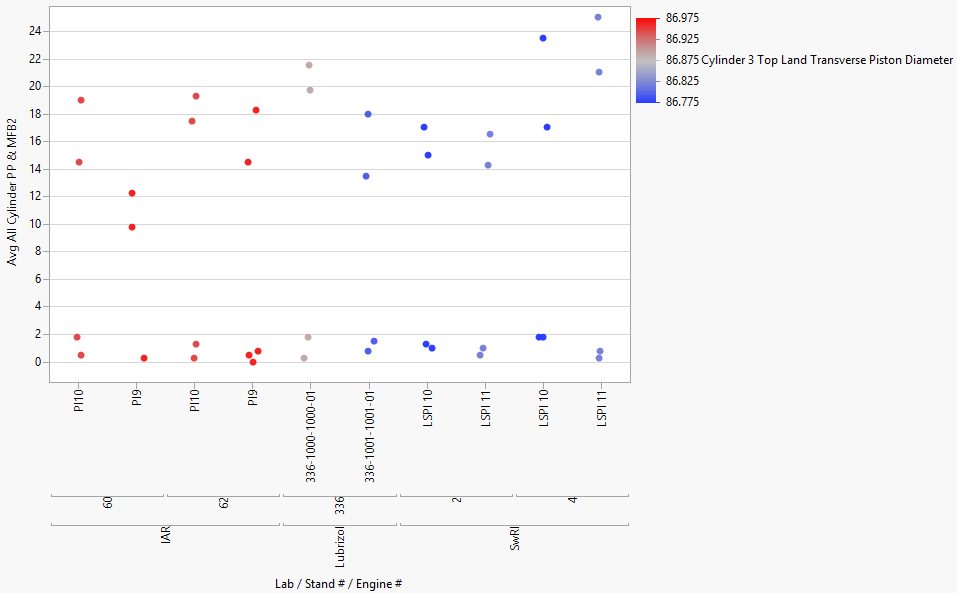 24
22
20
18
16
14
12
10
8
6
4
2
0
Avg All Cylinder PP & MFB2
86.975
86.925
86.875
86.825
86.775
Cylinder 3 Top Land Transverse Piston Diameter
PI10
PI9
PI10
PI9
336-1000-1000-01
336-1001-1001-01
LSPI 10
LSPI 11
LSPI 10
LSPI 11
60
62
336
2
4
IAR
Lubrizol
SwRI
Lab / Stand # / Engine #